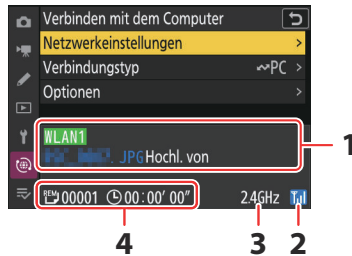 Verbinden mit dem Computer
Netzwerkeinstellungen
Verbindungstyp PC
Optionen
WLAN1
.JPG Hochl. von
1
REM 00001 00:00′ 00″ 2.4GHz
4 3 2